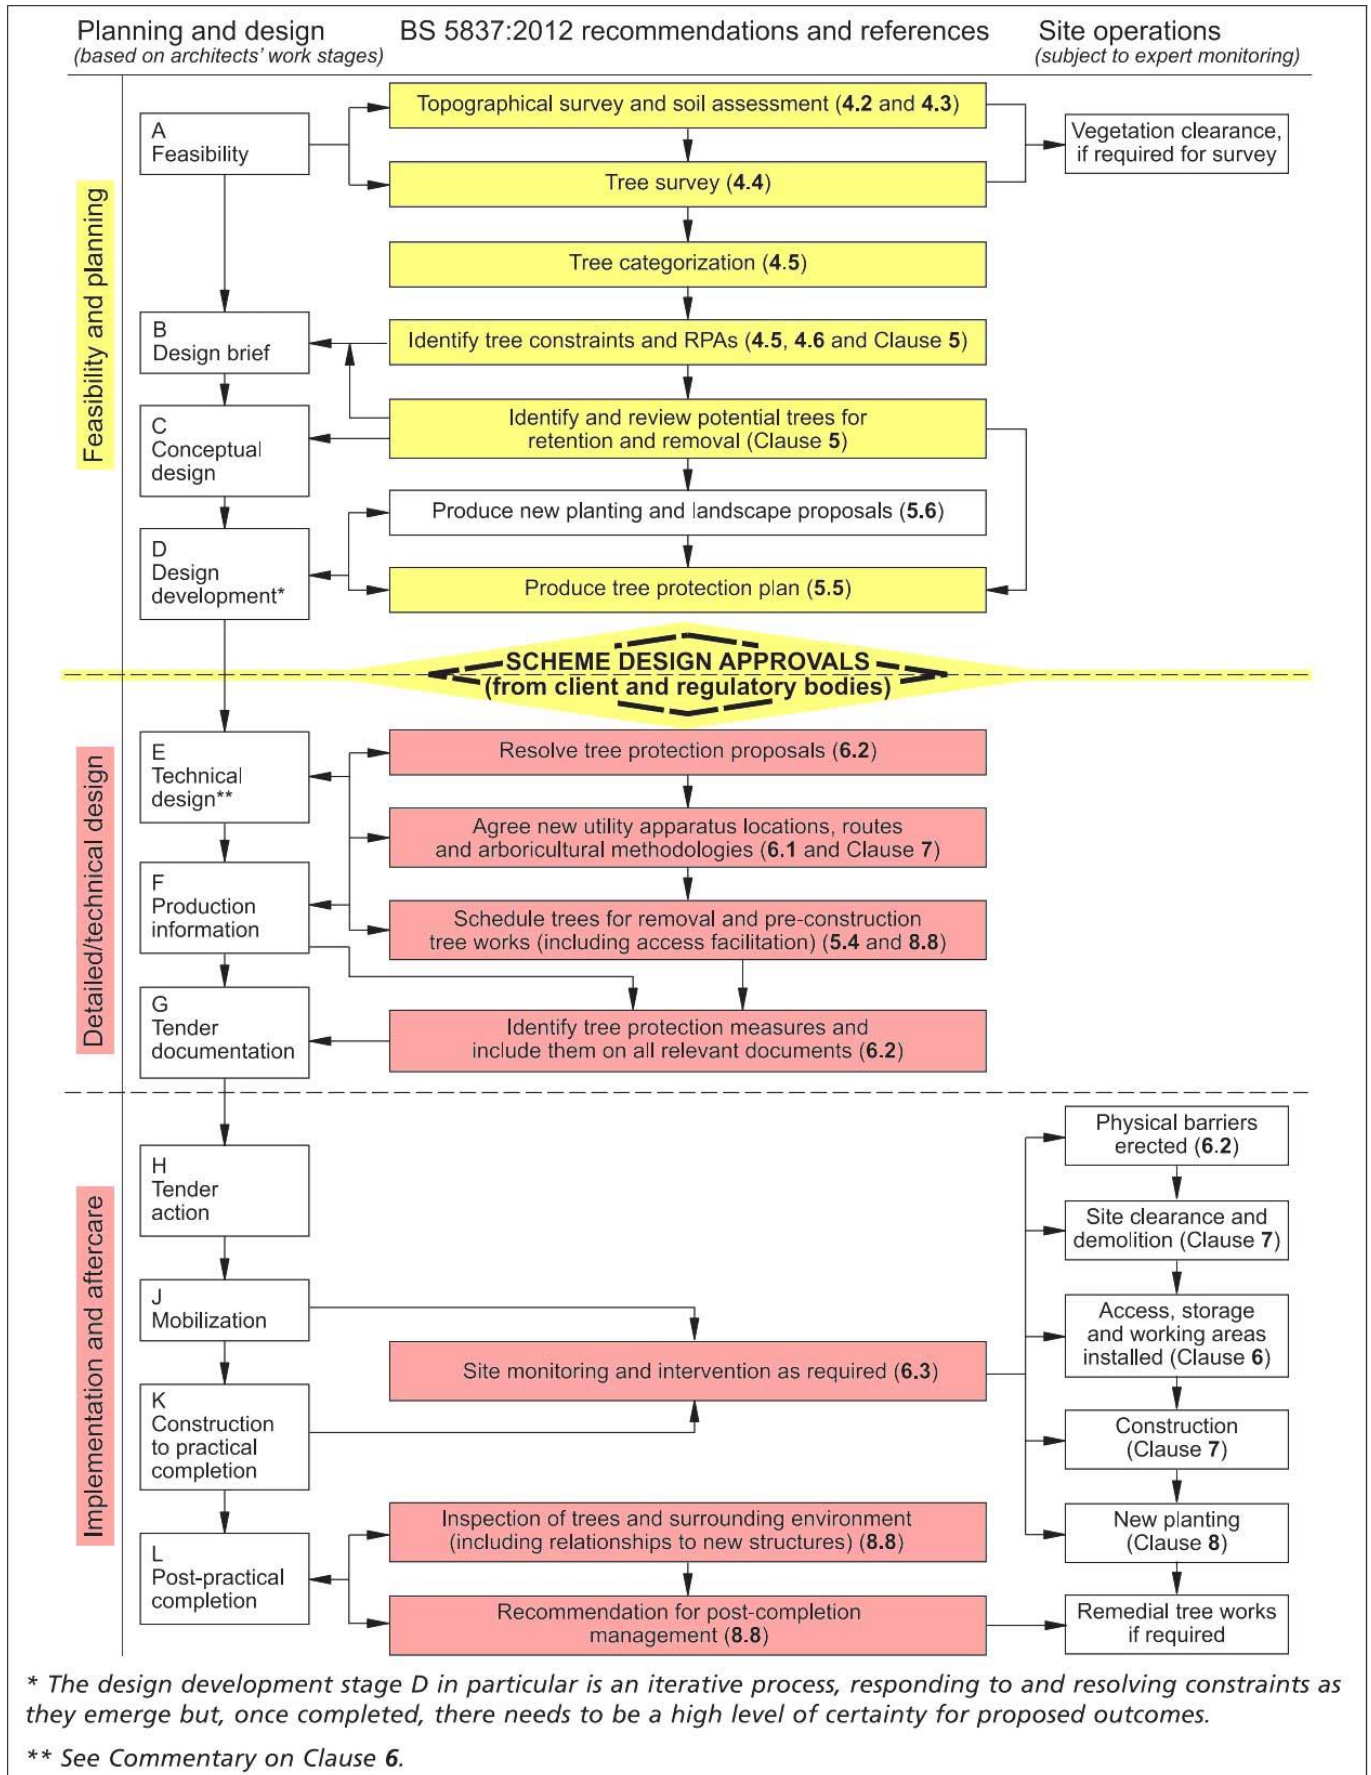 Planning and design
(based on architects' work stages)
BS 5837:2012 recommendations and references
Site operations
(subject to expert monitoring)
Feasibility and planning
A
Feasibility
Topographical survey and soil assessment (4.2 and 4.3)
Vegetation clearance,
if required for survey
Tree survey (4.4)
Tree categorization (4.5)
B
Design brief
Identify tree constraints and RPAs (4.5, 4.6 and Clause 5)
C
Conceptual
design
Identify and review potential trees for
retention and removal (Clause 5)
Produce new planting and landscape proposals (5.6)
D
Design
development*
Produce tree protection plan (5.5)
SCHEME DESIGN APPROVALS
(from client and regulatory bodies)
Detailed/technical design
E
Technical
design**
Resolve tree protection proposals (6.2)
Agree new utility apparatus locations, routes
and arboricultural methodologies (6.1 and Clause 7)
F
Production
information
Schedule trees for removal and pre-construction
tree works (including access facilitation) (5.4 and 8.8)
G
Tender
documentation
Identify tree protection measures and
include them on all relevant documents (6.2)
Implementation and aftercare
H
Tender
action
Physical barriers
erected (6.2)
Site clearance and
demolition (Clause 7)
J
Mobilization
Access, storage
and working areas
installed (Clause 6)
Site monitoring and intervention as required (6.3)
K
Construction
to practical
completion
Construction
(Clause 7)
Inspection of trees and surrounding environment
(including relationships to new structures) (8.8)
New planting
(Clause 8)
L
Post-practical
completion
Recommendation for post-completion
management (8.8)
Remedial tree works
if required
* The design development stage D in particular is an iterative process, responding to and resolving constraints as
they emerge but, once completed, there needs to be a high level of certainty for proposed outcomes.
** See Commentary on Clause 6.